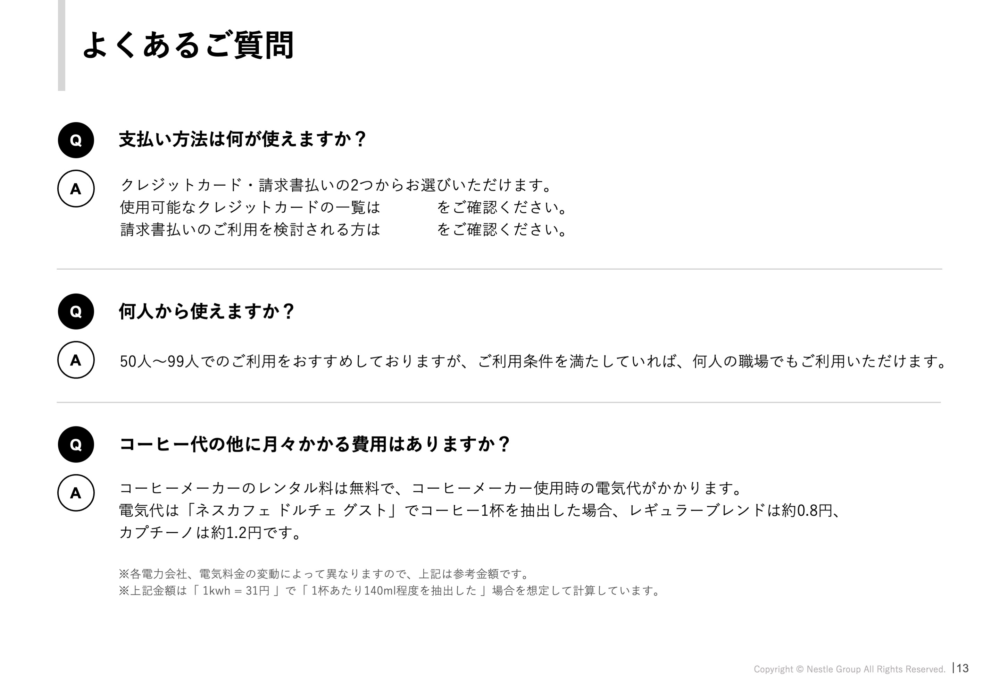 よくあるご質問
Q 支払い方法は何が使えますか？
A クレジットカード・請求書払いの2つからお選びいただけます。
使用可能なクレジットカードの一覧は をご確認ください。
請求書払いのご利用を検討される方は をご確認ください。
Q 何人から使えますか？
A 50人～99人でのご利用をおすすめしておりますが、ご利用条件を満たしていれば、何人の職場でもご利用いただけます。
Q コーヒー代の他に月々かかる費用はありますか？
A コーヒーメーカーのレンタル料は無料で、コーヒーメーカー使用時の電気代がかかります。
電気代は「ネスカフェ ドルチェ グスト」でコーヒー1杯を抽出した場合、レギュラーブレンドは約0.8円、
カプチーノは約1.2円です。
※各電力会社、電気料金の変動によって異なりますので、上記は参考金額です。
※上記金額は「 1kwh = 31円 」で「 1杯あたり140ml程度を抽出した 」場合を想定して計算しています。
Copyright © Nestle Group All Rights Reserved. |13